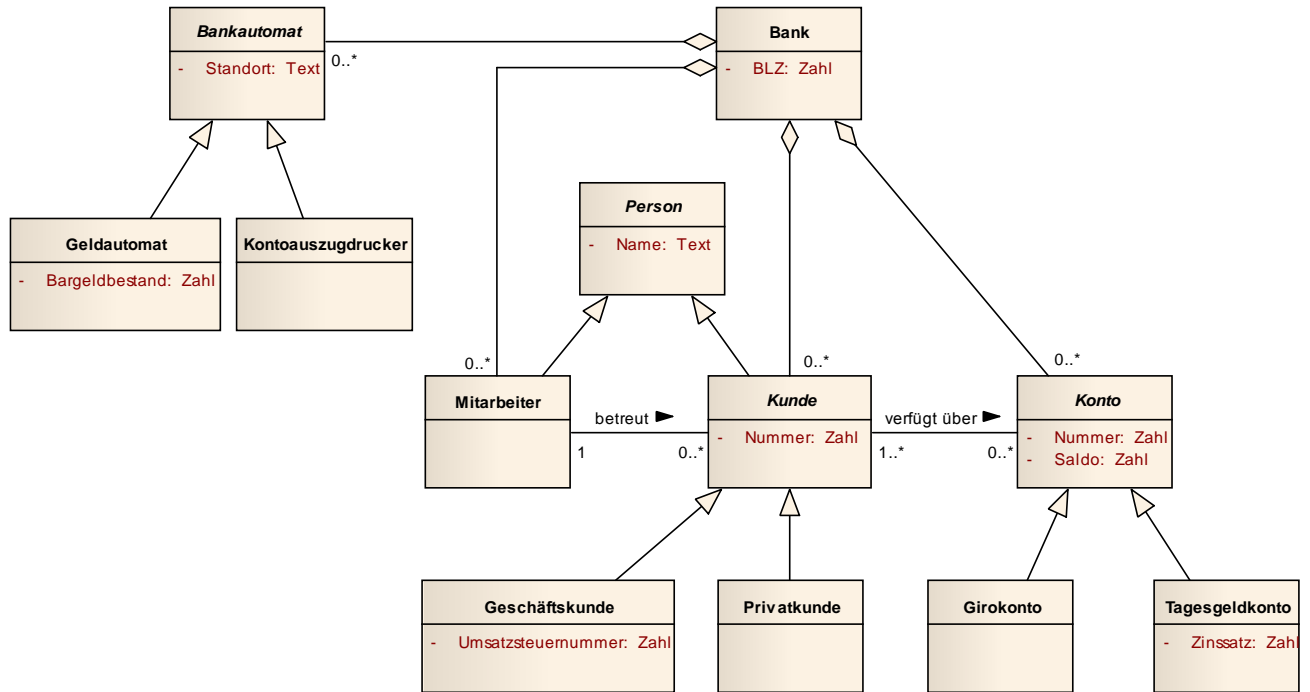 Bankautomat
- Standort: Text
0..*
Bank
- BLZ: Zahl
Geldautomat
- Bargeldbestand: Zahl
Kontoauszugdrucker
Person
- Name: Text
0..*
0..*
0..*
Mitarbeiter
betreut
1
0..*
Kunde
- Nummer: Zahl
verfügt über
1..*
0..*
Konto
- Nummer: Zahl
- Saldo: Zahl
Geschäftskunde
- Umsatzsteuernummer: Zahl
Privatkunde
Girokonto
Tagesgeldkonto
- Zinssatz: Zahl